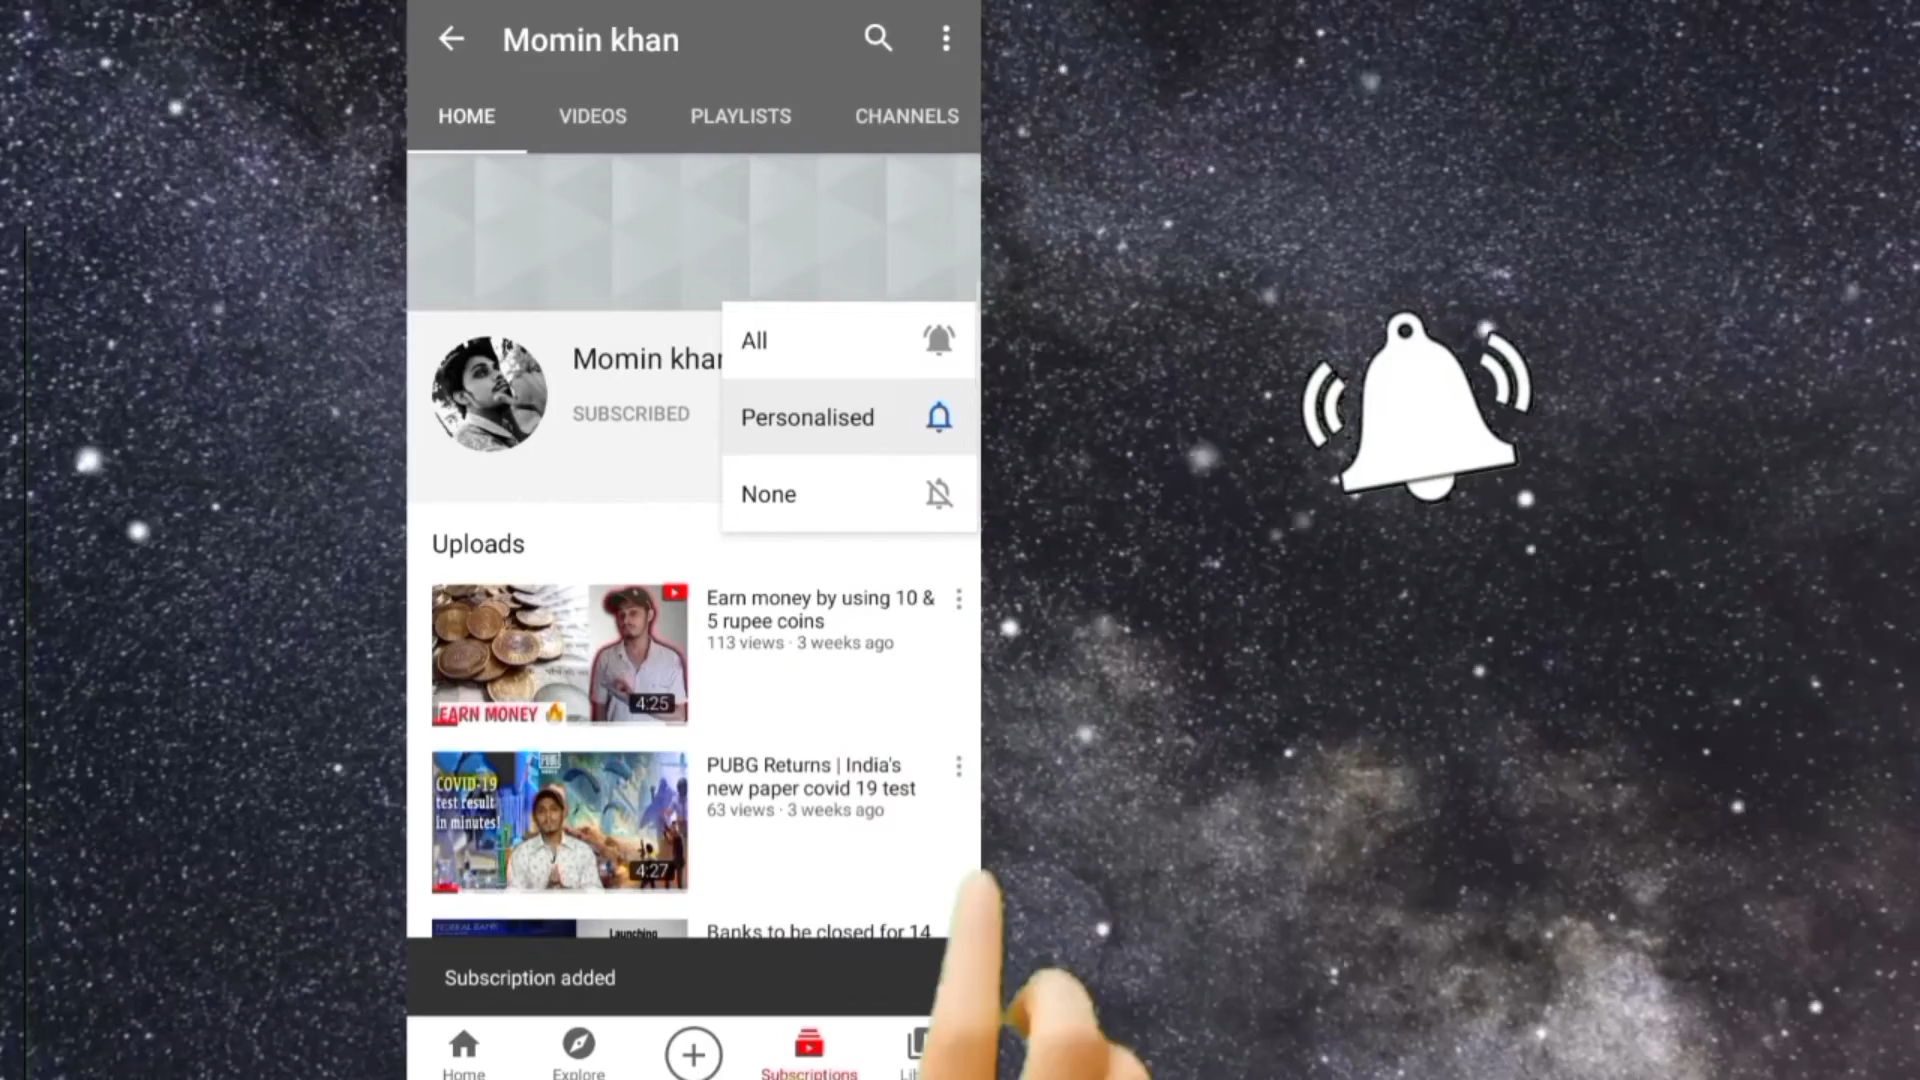 Momin khan
HOME VIDEOS PLAYLISTS CHANNELS
Momin khan
SUBSCRIBED
All
Personalised
None
Uploads
EARN MONEY
4:25
Earn money by using 10 &
5 rupee coins
113 views · 3 weeks ago
COVID-19
test result
in minutes!
4:27
PUBG Returns | India's
new paper covid 19 test
63 views · 3 weeks ago
FEDERAL BANK
Launching
Banks to be closed for 14
Subscription added
Home Explore Subscriptions